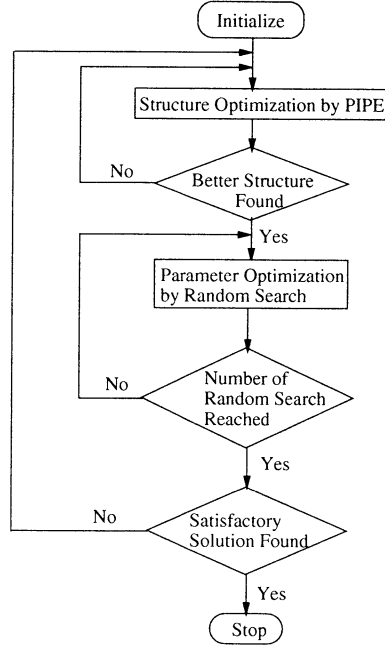 Initialize
Structure Optimization by PIPE
No
Better Structure
Found
Yes
Parameter Optimization
by Random Search
No
Number of
Random Search
Reached
Yes
No
Satisfactory
Solution Found
Yes
Stop